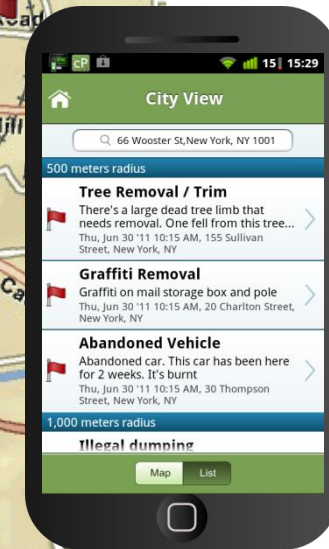 cP 15 15:29
City View
66 Wooster St,New York, NY 1001
500 meters radius
Tree Removal / Trim
There's a large dead tree limb that
needs removal. One fell from this tree...
Thu, Jun 30 '11 10:15 AM, 155 Sullivan
Street, New York, NY
Graffiti Removal
Graffiti on mail storage box and pole
Thu, Jun 30 '11 10:15 AM, 20 Charlton Street,
New York, NY
Abandoned Vehicle
Abandoned car. This car has been here
for 2 weeks. It's burnt
Thu, Jun 30 '11 10:15 AM, 30 Thompson
Street, New York, NY
1,000 meters radius
Illegal dumping
Map List